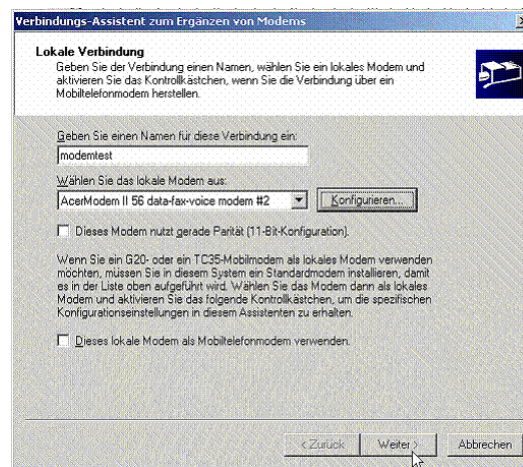 Verbindungs-Assistent zum Ergänzen von Modems
Lokale Verbindung
Geben Sie der Verbindung einen Namen, wählen Sie ein lokales Modem und
aktivieren Sie das Kontrollkästchen, wenn Sie die Verbindung über ein
Mobiltelefonmodem herstellen.
Geben Sie einen Namen für diese Verbindung ein:
modemtest
Wählen Sie das lokale Modem aus:
AcerModem II 56 data-fax-voice modem #2
Konfigurieren...
Dieses Modem nutzt gerade Parität (11-Bit-Konfiguration).
Wenn Sie ein G20- oder ein TC35-Mobilmodem als lokales Modem verwenden
möchten, müssen Sie in diesem System ein Standardmodem installieren, damit
es in der Liste oben aufgeführt wird. Wählen Sie das Modem dann als lokales
Modem und aktivieren Sie das folgende Kontrollkästchen, um die spezifischen
Konfigurationseinstellungen in diesem Assistenten zu erhalten.
Dieses lokale Modem als Mobiltelefonmodem verwenden.
< Zurück Weiter > Abbrechen